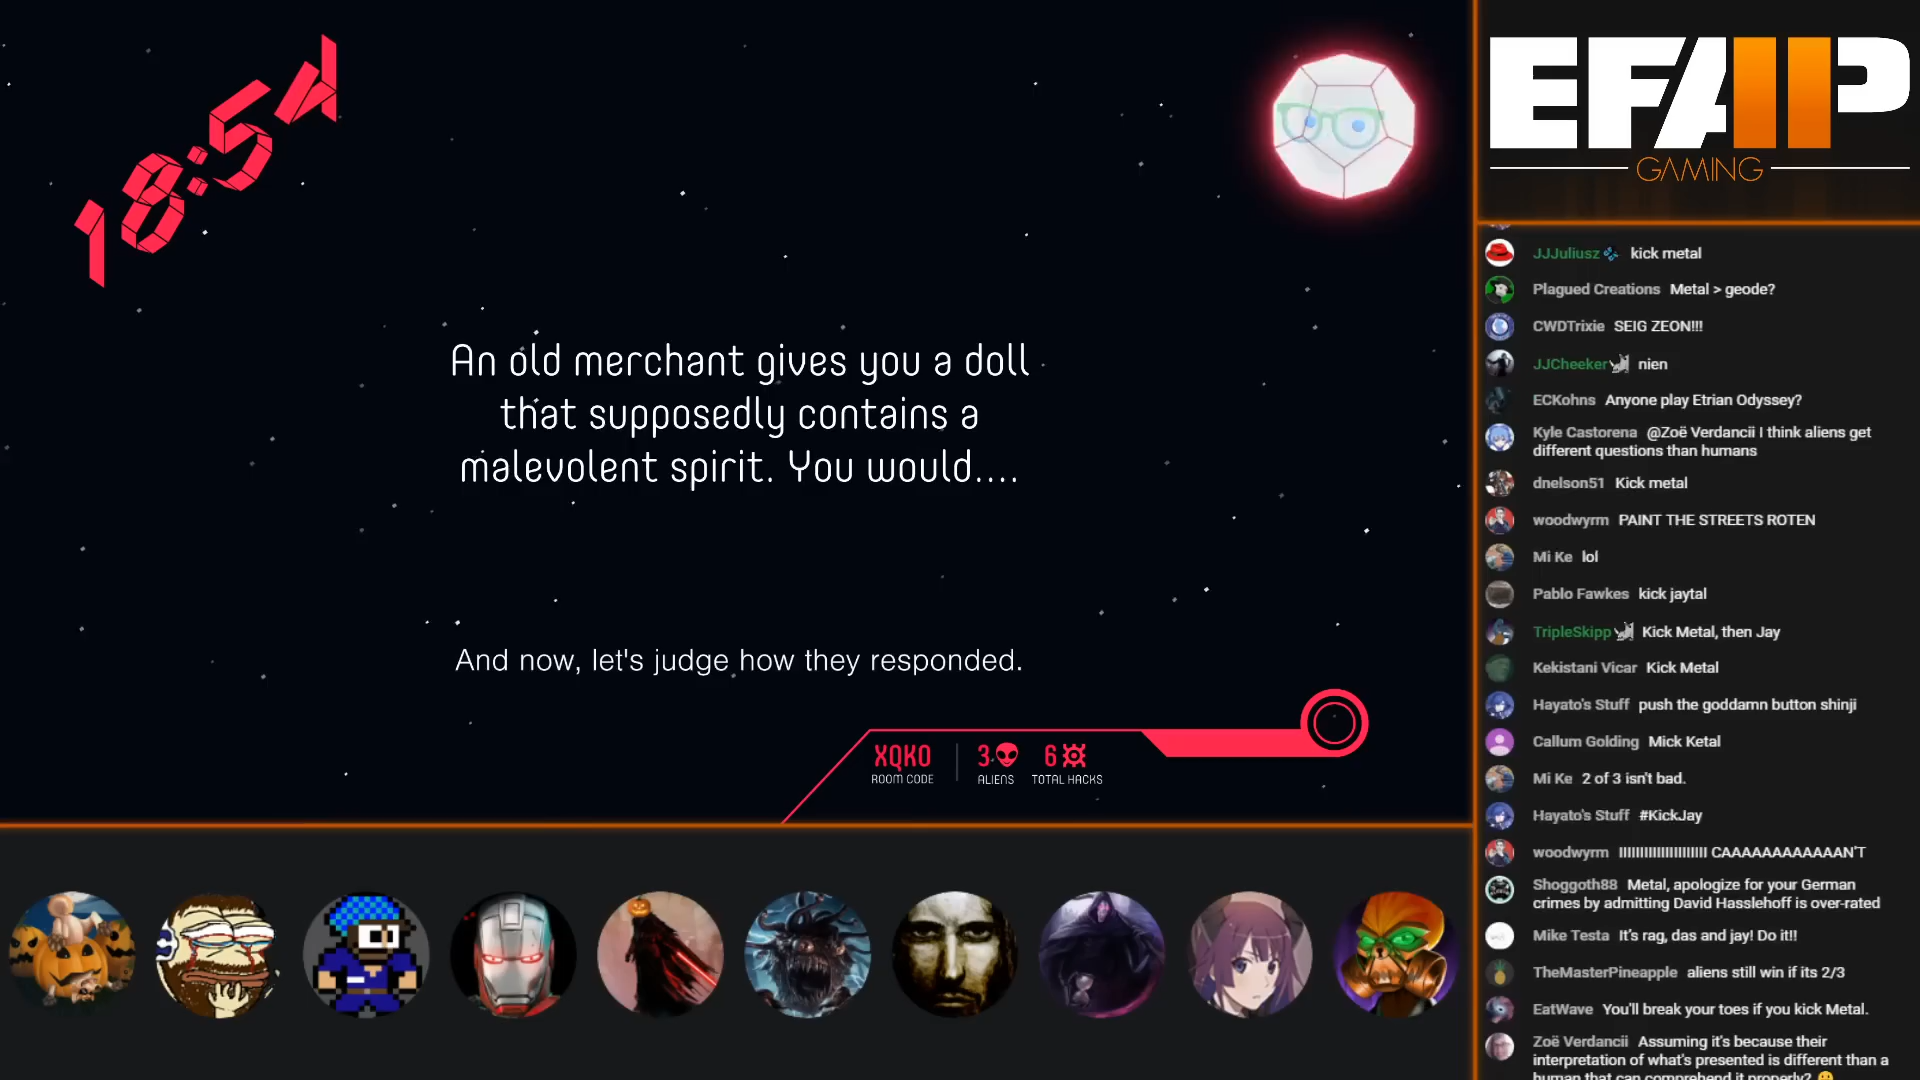 18:54
An old merchant gives you a doll
that supposedly contains a
malevolent spirit. You would....
And now, let's judge how they responded.
XQKO
ROOM CODE
3
ALIENS
6
TOTAL HACKS
EFAP
GAMING
JJJuliusz kick metal
Plagued Creations Metal > geode?
CWDTrixie SEIG ZEON!!!
JJCheeker nien
ECKohns Anyone play Etrian Odyssey?
Kyle Castorena @Zoë Verdancii I think aliens get
different questions than humans
dnelson51 Kick metal
woodwyrm PAINT THE STREETS ROTEN
Mi Ke lol
Pablo Fawkes kick jaytal
TripleSkipp Kick Metal, then Jay
Kekistani Vicar Kick Metal
Hayato's Stuff push the goddamn button shinji
Callum Golding Mick Ketal
Mi Ke 2 of 3 isn't bad.
Hayato's Stuff #KickJay
woodwyrm IIIIIIIIIIIIIIIIIIIIII CAAAAAAAAAAAAN'T
Shoggoth88 Metal, apologize for your German
crimes by admitting David Hasslehoff is over-rated
Mike Testa It's rag, das and jay! Do it!!
TheMasterPineapple aliens still win if its 2/3
EatWave You'll break your toes if you kick Metal.
Zoë Verdancii Assuming it's because their
interpretation of what's presented is different than a
human that can comprehend it properly?